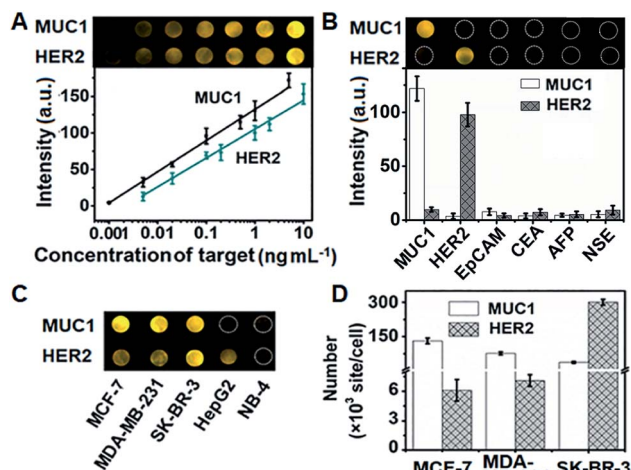 A
MUC1
HER2
150
100
50
0
Intensity (a.u.)
MUC1
HER2
0.001 0.01 0.1 1 10
Concentration of target (ng mL⁻¹)
B
MUC1
HER2
100
50
0
Intensity (a.u.)
MUC1
HER2
MUC1 HER2 EpCAM CEA AFP NSE
C
MUC1
HER2
MCF-7 MDA-MB-231 SK-BR-3 HepG2 NB-4
D
300
150
6
3
0
Number
(×10³ site/cell)
MUC1
HER2
MCF-7 MDA- SK-BR-3